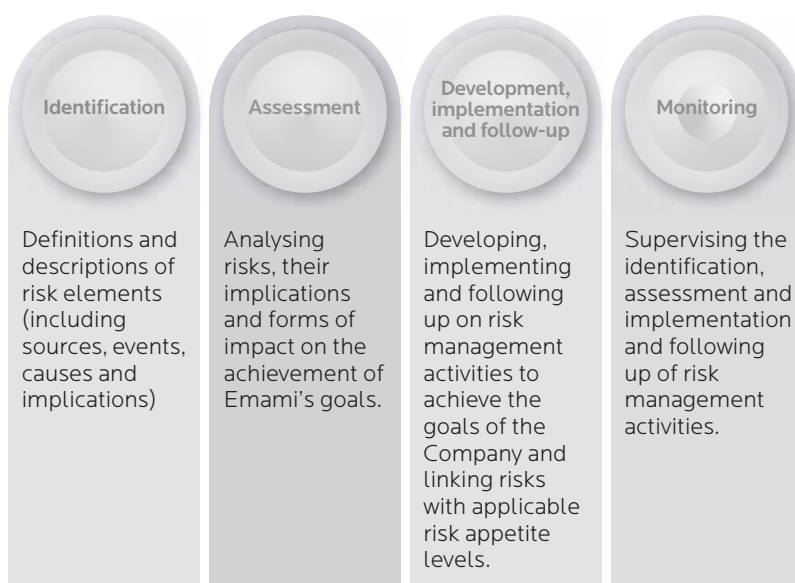 Identification
Definitions and
descriptions of
risk elements
(including
sources, events,
causes and
implications)
Assessment
Analysing
risks, their
implications
and forms of
impact on the
achievement of
Emami's goals.
Development,
implementation
and follow-up
Developing,
implementing
and following
up on risk
management
activities to
achieve the
goals of the
Company and
linking risks
with applicable
risk appetite
levels.
Monitoring
Supervising the
identification,
assessment and
implementation
and following
up of risk
management
activities.